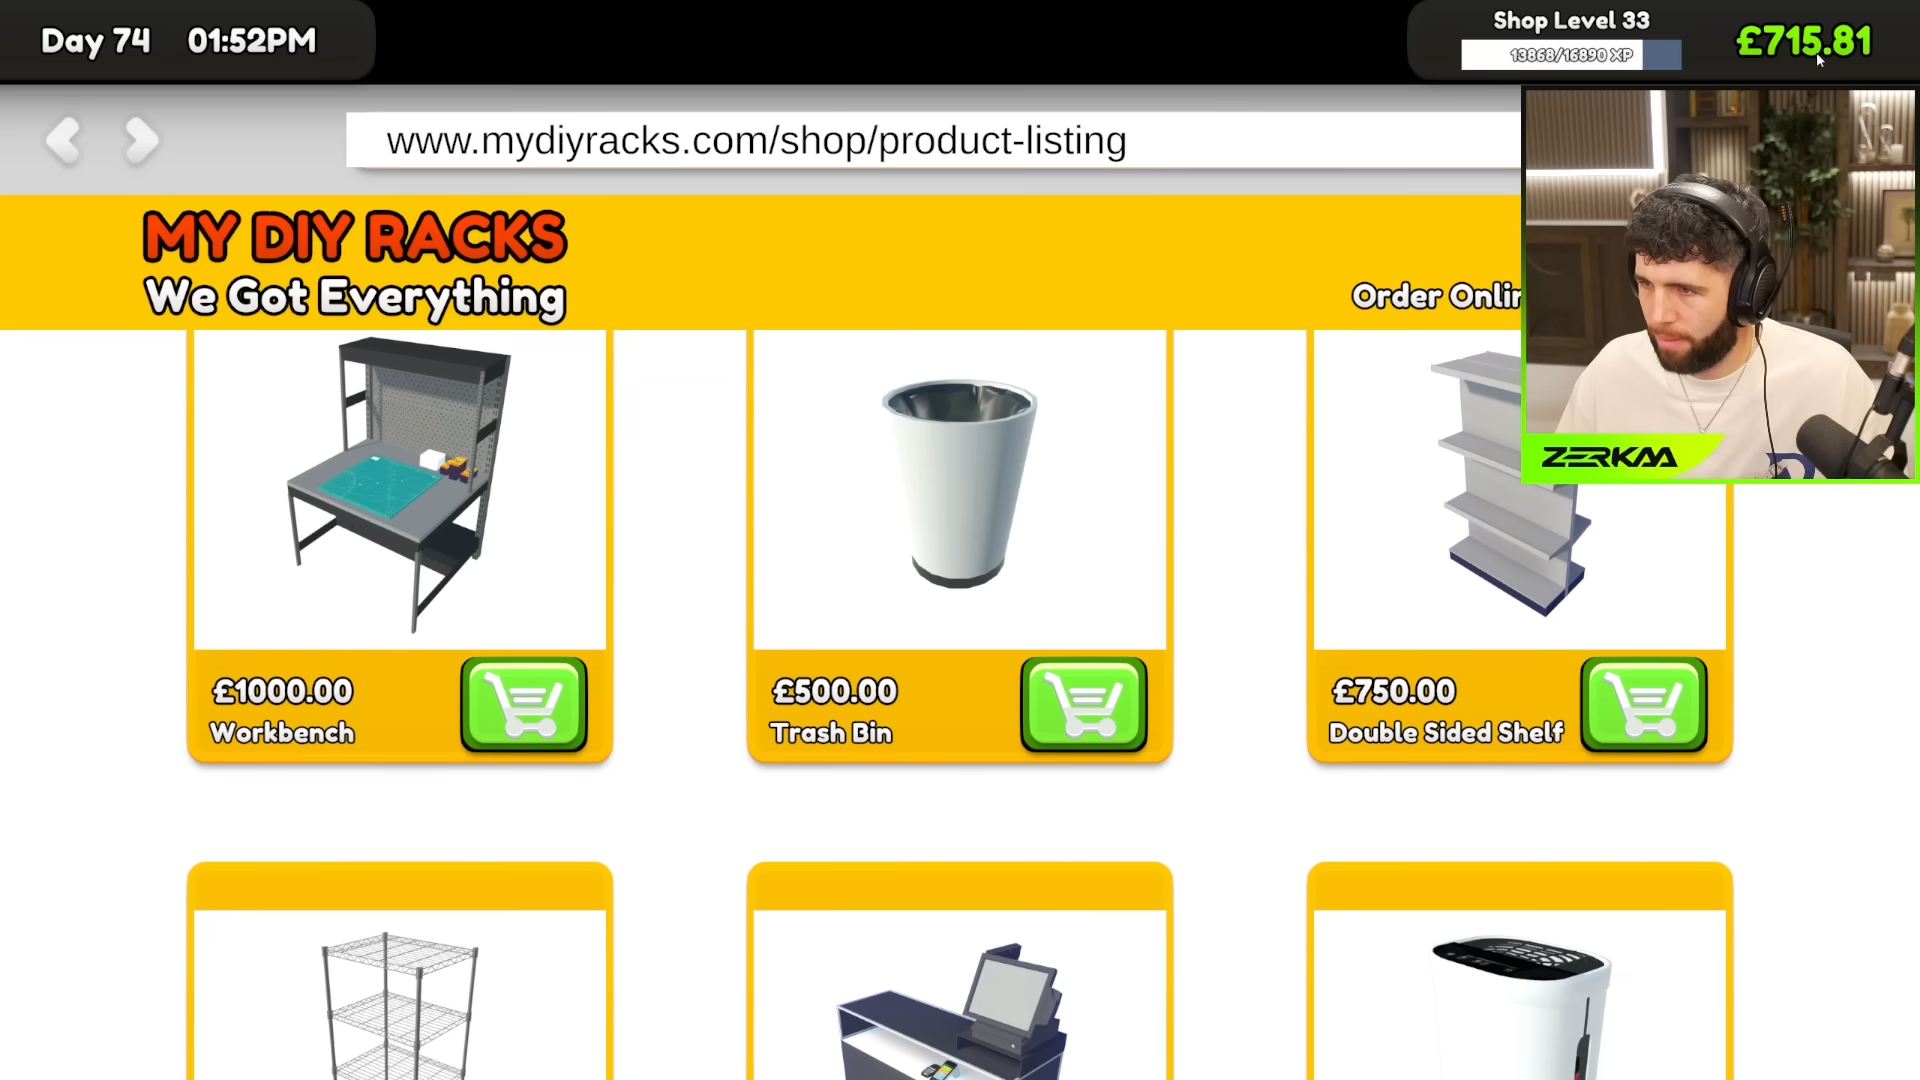 Day 74 01:52PM
Shop Level 33
13868/16890 XP
£715.81
www.mydiyracks.com/shop/product-listing
MY DIY RACKS
We Got Everything
Order Onlin
ZERKAA
£1000.00
Workbench
£500.00
Trash Bin
£750.00
Double Sided Shelf